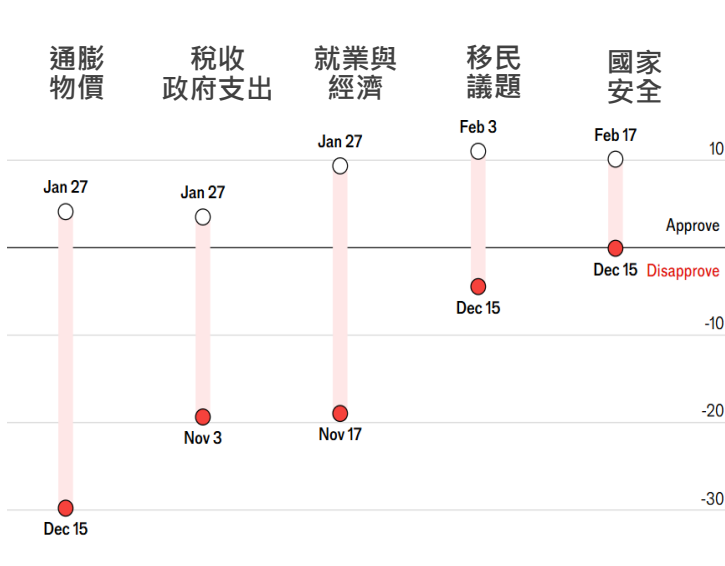 通膨
物價
稅收
政府支出
就業與
經濟
移民
議題
國家
安全
Feb 3
Feb 17
Jan 27
10
Jan 27
Jan 27
Approve
Dec 15
Disapprove
Dec 15
-10
-20
Nov 3
Nov 17
-30
Dec 15